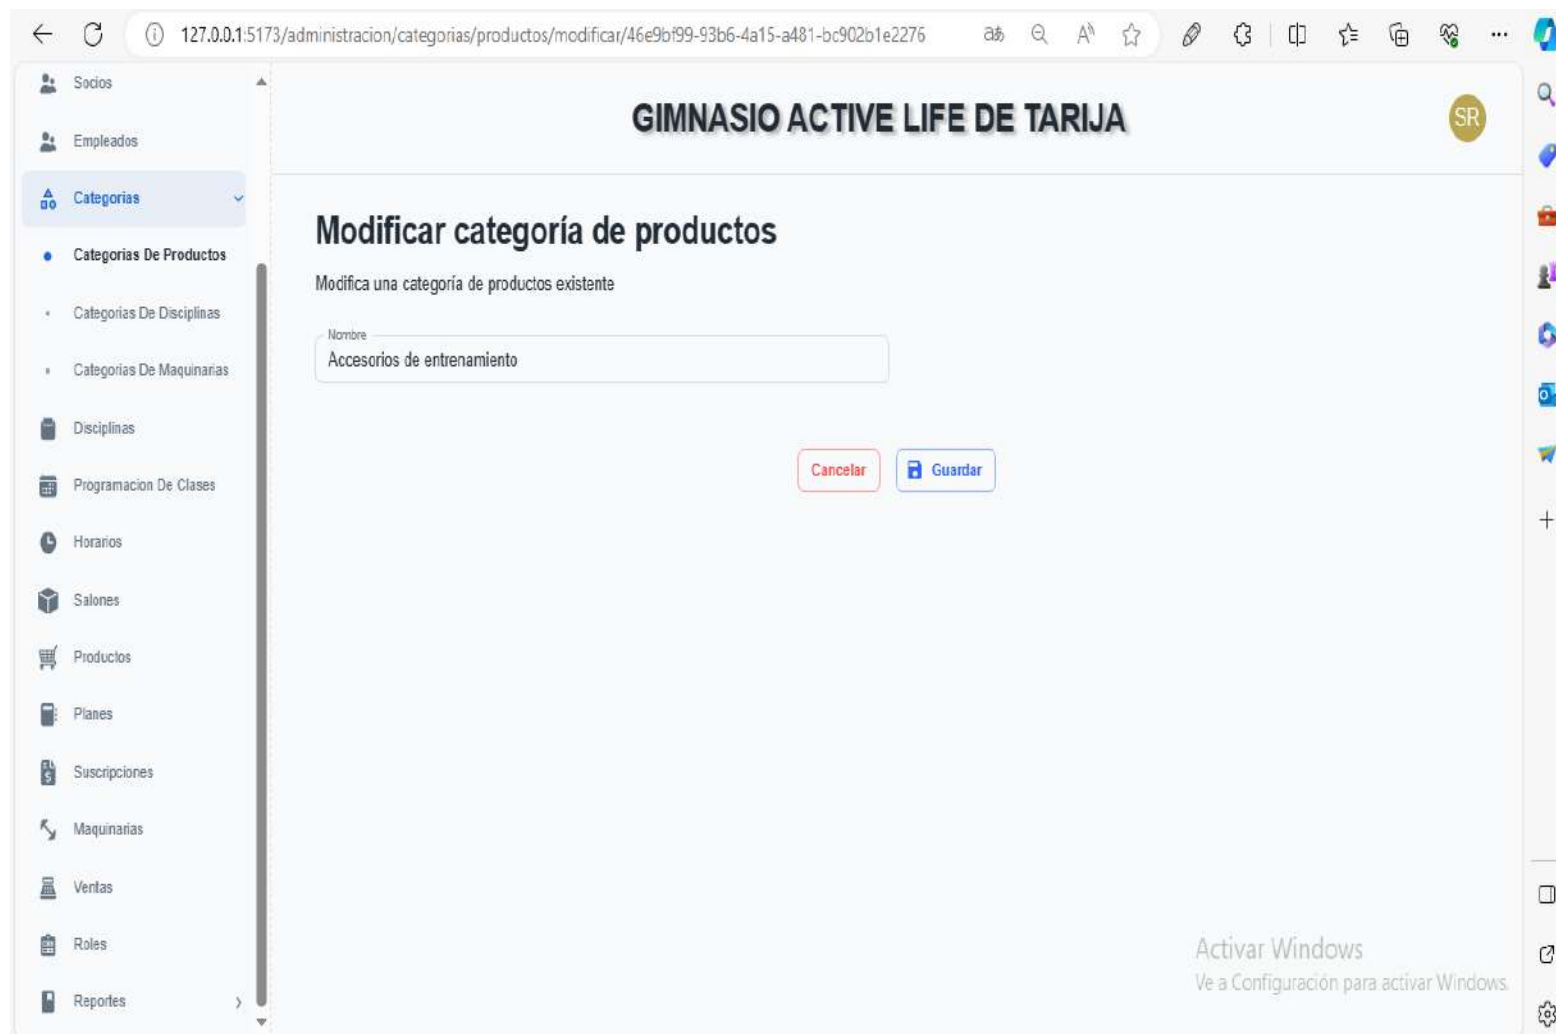 127.0.0.1:5173/administracion/categorias/productos/modificar/46e9bf99-93b6-4a15-a481-bc902b1e2276
Socios
Empleados
Categorias
Categorias De Productos
Categorias De Disciplinas
Categorias De Maquinarias
Disciplinas
Programacion De Clases
Horarios
Salones
Productos
Planes
Suscripciones
Maquinarias
Ventas
Roles
Reportes
GIMNASIO ACTIVE LIFE DE TARIJA
SR
Modificar categoría de productos
Modifica una categoría de productos existente
Nombre
Accesorios de entrenamiento
Cancelar
Guardar
Activar Windows
Ve a Configuración para activar Windows.